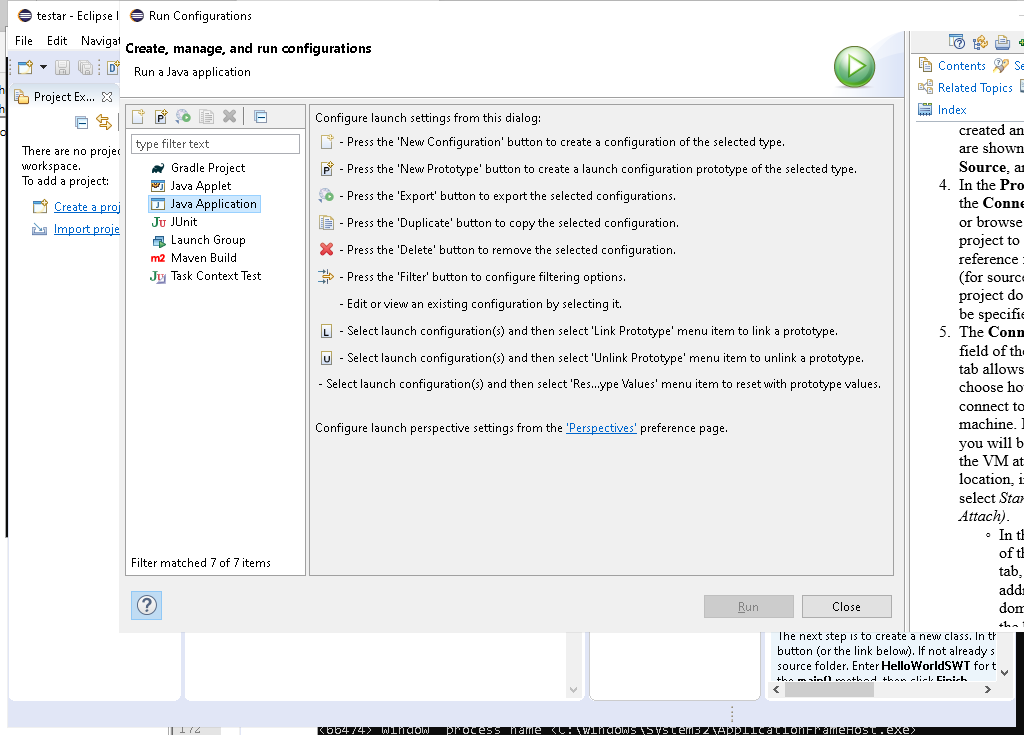 testar - Eclipse I
File Edit Navigat
Project Ex...
There are no projec
workspace.
To add a project:
Create a proj
Import proje
Run Configurations
Create, manage, and run configurations
Run a Java application
type filter text
Gradle Project
Java Applet
Java Application
JUnit
Launch Group
Maven Build
Task Context Test
Filter matched 7 of 7 items
Configure launch settings from this dialog:
- Press the 'New Configuration' button to create a configuration of the selected type.
- Press the 'New Prototype' button to create a launch configuration prototype of the selected type.
- Press the 'Export' button to export the selected configurations.
- Press the 'Duplicate' button to copy the selected configuration.
- Press the 'Delete' button to remove the selected configuration.
- Press the 'Filter' button to configure filtering options.
- Edit or view an existing configuration by selecting it.
- Select launch configuration(s) and then select 'Link Prototype' menu item to link a prototype.
- Select launch configuration(s) and then select 'Unlink Prototype' menu item to unlink a prototype.
- Select launch configuration(s) and then select 'Res...ype Values' menu item to reset with prototype values.
Configure launch perspective settings from the 'Perspectives' preference page.
Run
Close
Contents Se
Related Topics
Index
created an
are shown
Source, a
4. In the Pro
the Conne
or browse
project to
reference
(for source
project do
be specifie
5. The Conn
field of the
tab allows
choose ho
connect to
machine. I
you will b
the VM at
location, i
select Star
Attach).
In th
of th
tab,
addr
dom
the
The next step is to create a new class. In th
button (or the link below). If not already s
source folder. Enter HelloWorldSWT for t
the main() method, then click Finish.
172
<66474> window process name <C:\Windows\System32\ApplicationFrameHost.exe>